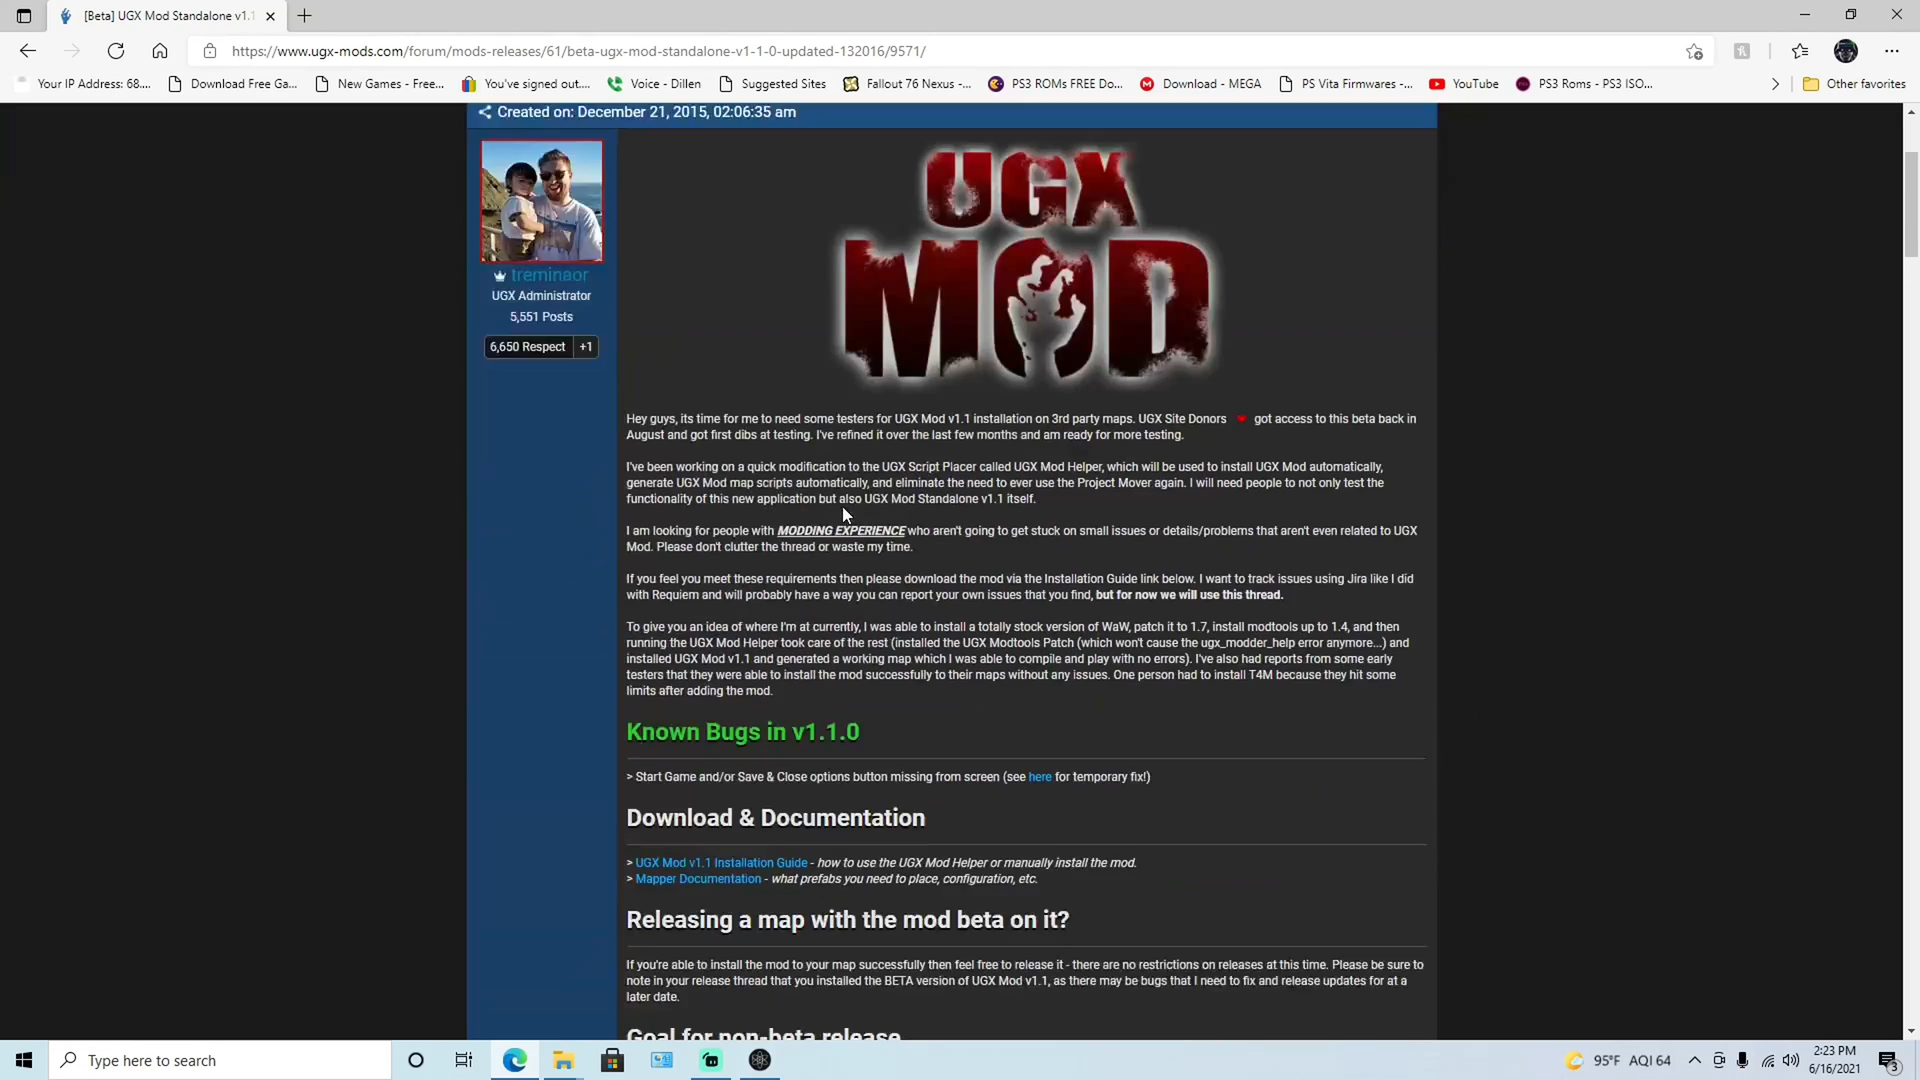 [Beta] UGX Mod Standalone v1.1
https://www.ugx-mods.com/forum/mods-releases/61/beta-ugx-mod-standalone-v1-1-0-updated-132016/9571/
Your IP Address: 68....
Download Free Ga...
New Games - Free...
You've signed out....
Voice - Dillen
Suggested Sites
Fallout 76 Nexus -...
PS3 ROMs FREE Do...
Download - MEGA
PS Vita Firmwares -...
YouTube
PS3 Roms - PS3 ISO...
Other favorites
Created on: December 21, 2015, 02:06:35 am
treminaor
UGX Administrator
5,551 Posts
6,650 Respect +1
UGX
MOD
Hey guys, its time for me to need some testers for UGX Mod v1.1 installation on 3rd party maps. UGX Site Donors got access to this beta back in
August and got first dibs at testing. I've refined it over the last few months and am ready for more testing.
I've been working on a quick modification to the UGX Script Placer called UGX Mod Helper, which will be used to install UGX Mod automatically,
generate UGX Mod map scripts automatically, and eliminate the need to ever use the Project Mover again. I will need people to not only test the
functionality of this new application but also UGX Mod Standalone v1.1 itself.
I am looking for people with MODDING EXPERIENCE who aren't going to get stuck on small issues or details/problems that aren't even related to UGX
Mod. Please don't clutter the thread or waste my time.
If you feel you meet these requirements then please download the mod via the Installation Guide link below. I want to track issues using Jira like I did
with Requiem and will probably have a way you can report your own issues that you find, but for now we will use this thread.
To give you an idea of where I'm at currently, I was able to install a totally stock version of WaW, patch it to 1.7, install modtools up to 1.4, and then
running the UGX Mod Helper took care of the rest (installed the UGX Modtools Patch (which won't cause the ugx_modder_help error anymore...) and
installed UGX Mod v1.1 and generated a working map which I was able to compile and play with no errors). I've also had reports from some early
testers that they were able to install the mod successfully to their maps without any issues. One person had to install T4M because they hit some
limits after adding the mod.
Known Bugs in v1.1.0
> Start Game and/or Save & Close options button missing from screen (see here for temporary fix!)
Download & Documentation
> UGX Mod v1.1 Installation Guide - how to use the UGX Mod Helper or manually install the mod.
> Mapper Documentation - what prefabs you need to place, configuration, etc.
Releasing a map with the mod beta on it?
If you're able to install the mod to your map successfully then feel free to release it - there are no restrictions on releases at this time. Please be sure to
note in your release thread that you installed the BETA version of UGX Mod v1.1, as there may be bugs that I need to fix and release updates for at a
later date.
Goal for non-beta release
Type here to search
95°F AQI 64
2:23 PM
6/16/2021
3